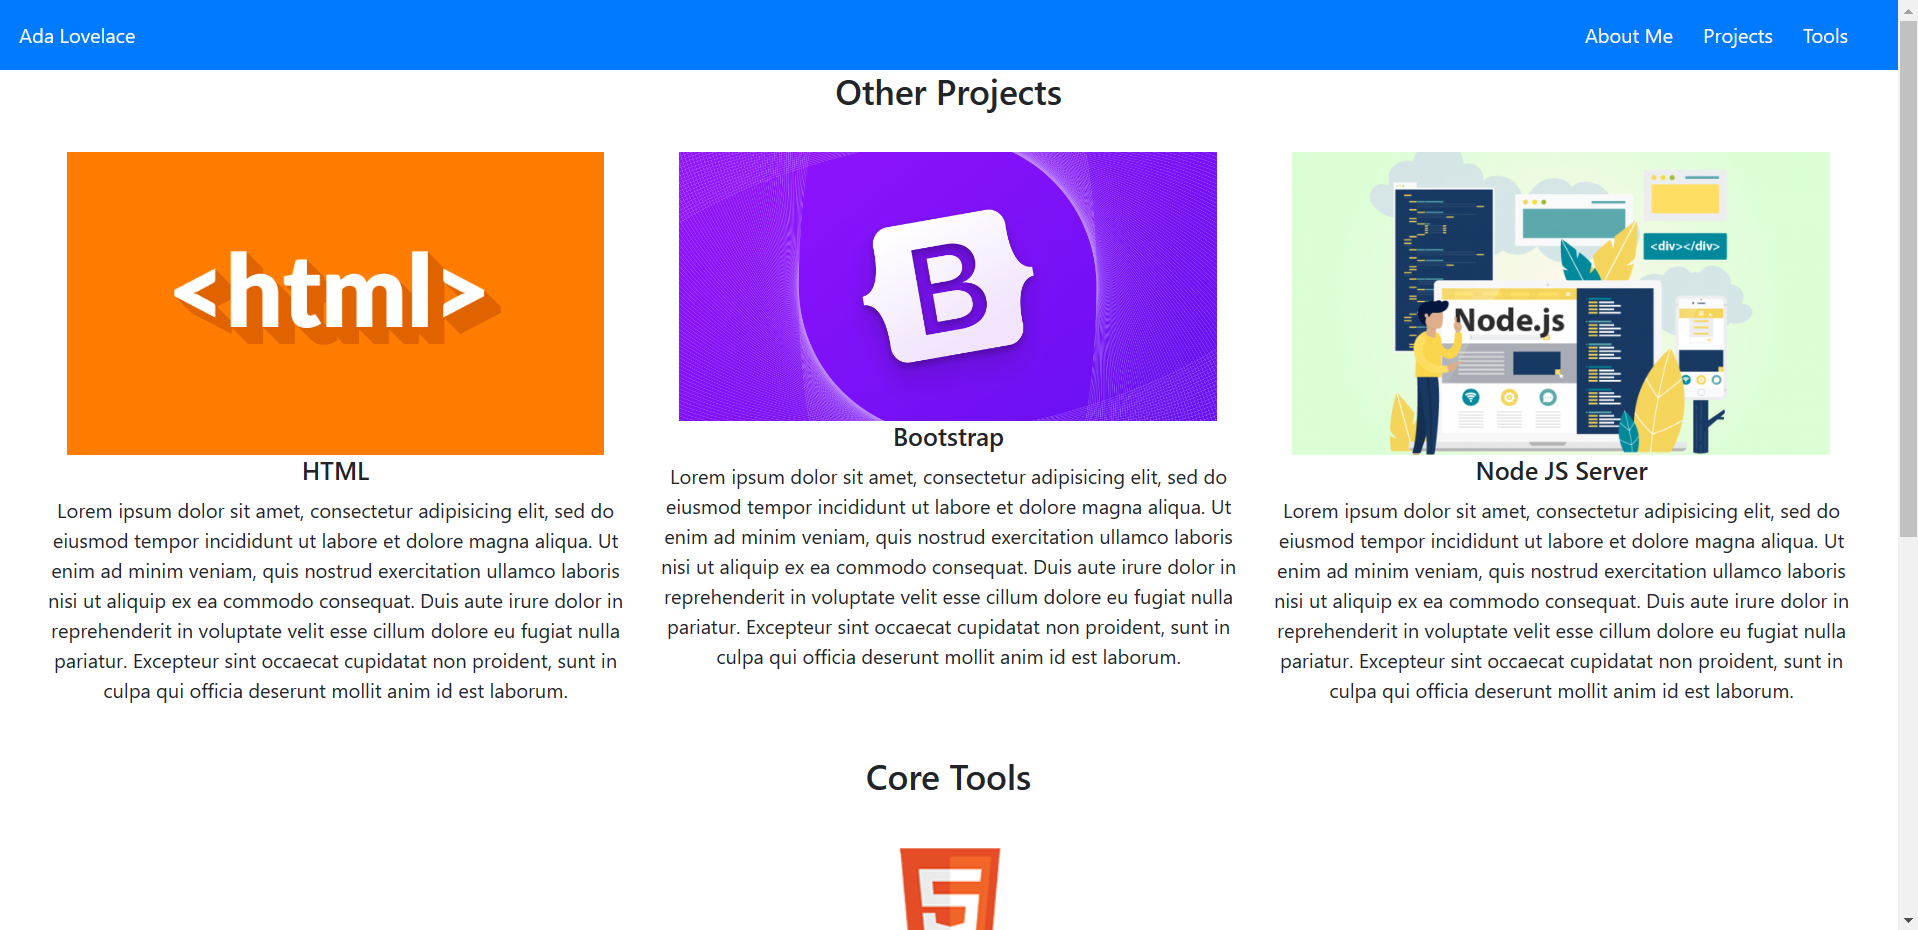 Ada Lovelace
About Me
Projects
Tools
Other Projects
<html>
HTML
Lorem ipsum dolor sit amet, consectetur adipisicing elit, sed do
eiusmod tempor incididunt ut labore et dolore magna aliqua. Ut
enim ad minim veniam, quis nostrud exercitation ullamco laboris
nisi ut aliquip ex ea commodo consequat. Duis aute irure dolor in
reprehenderit in voluptate velit esse cillum dolore eu fugiat nulla
pariatur. Excepteur sint occaecat cupidatat non proident, sunt in
culpa qui officia deserunt mollit anim id est laborum.
B
Bootstrap
Lorem ipsum dolor sit amet, consectetur adipisicing elit, sed do
eiusmod tempor incididunt ut labore et dolore magna aliqua. Ut
enim ad minim veniam, quis nostrud exercitation ullamco laboris
nisi ut aliquip ex ea commodo consequat. Duis aute irure dolor in
reprehenderit in voluptate velit esse cillum dolore eu fugiat nulla
pariatur. Excepteur sint occaecat cupidatat non proident, sunt in
culpa qui officia deserunt mollit anim id est laborum.
<div></div>
Node.js
Node JS Server
Lorem ipsum dolor sit amet, consectetur adipisicing elit, sed do
eiusmod tempor incididunt ut labore et dolore magna aliqua. Ut
enim ad minim veniam, quis nostrud exercitation ullamco laboris
nisi ut aliquip ex ea commodo consequat. Duis aute irure dolor in
reprehenderit in voluptate velit esse cillum dolore eu fugiat nulla
pariatur. Excepteur sint occaecat cupidatat non proident, sunt in
culpa qui officia deserunt mollit anim id est laborum.
Core Tools
5